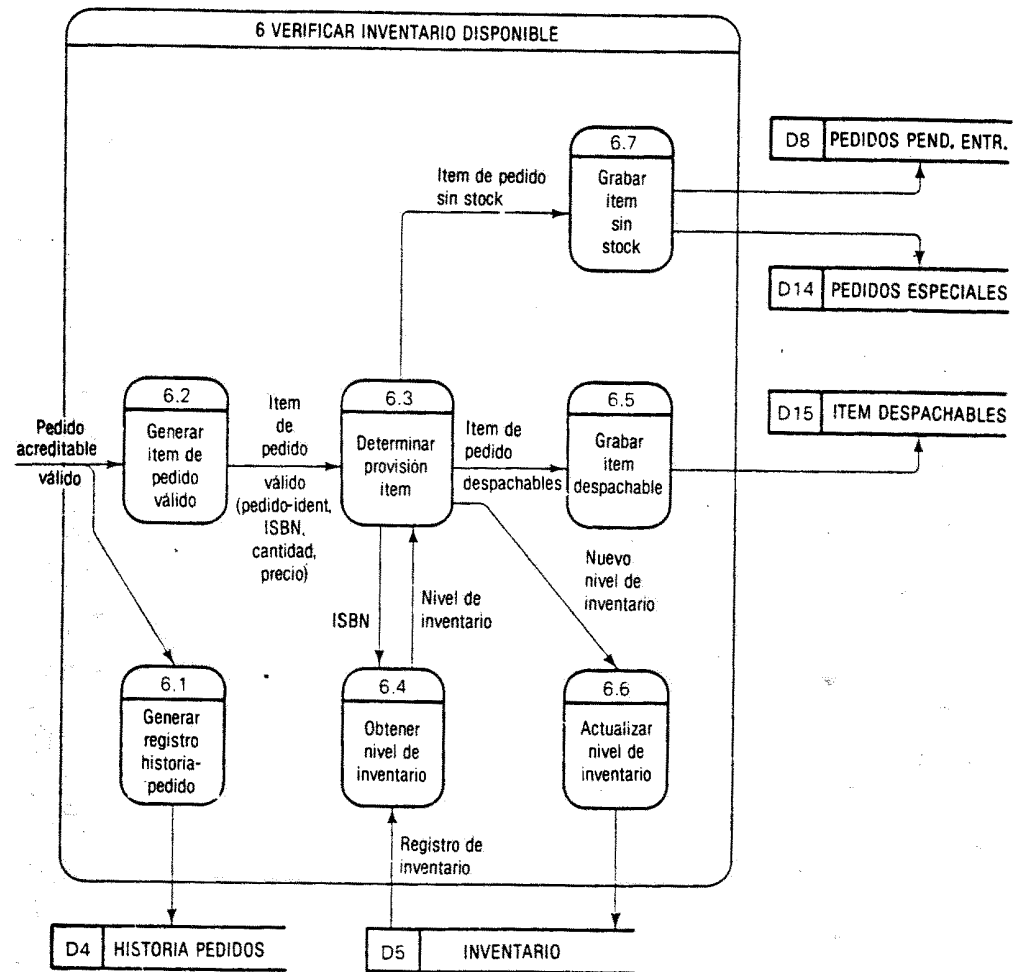 6 VERIFICAR INVENTARIO DISPONIBLE
6.7
Grabar
item
sin
stock
Item de pedido
sin stock
D8 PEDIDOS PEND. ENTR.
D14 PEDIDOS ESPECIALES
D15 ITEM DESPACHABLES
Pedido
acreditable
válido
6.2
Generar
item de
pedido
válido
Item
de
pedido
válido
(pedido-ident,
ISBN,
cantidad,
precio)
6.3
Determinar
provisión
item
Item de
pedido
despachables
6.5
Grabar
item
despachable
ISBN
Nivel de
inventario
Nuevo
nivel de
inventario
6.1
Generar
registro
historia-
pedido
6.4
Obtener
nivel de
inventario
6.6
Actualizar
nivel de
inventario
Registro de
inventario
D4 HISTORIA PEDIDOS
D5 INVENTARIO